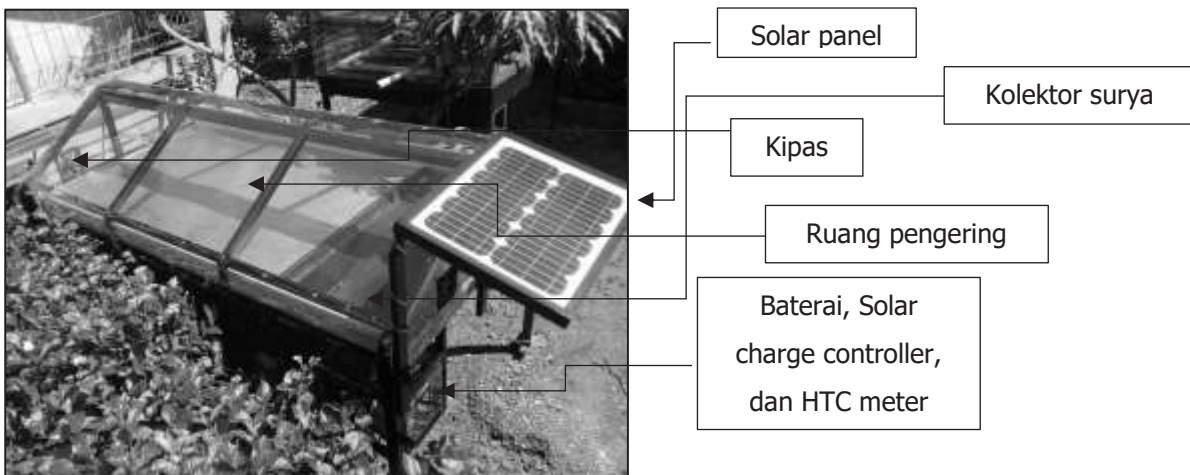 Solar panel
Kolektor surya
Kipas
Ruang pengering
Baterai, Solar
charge controller,
dan HTC meter